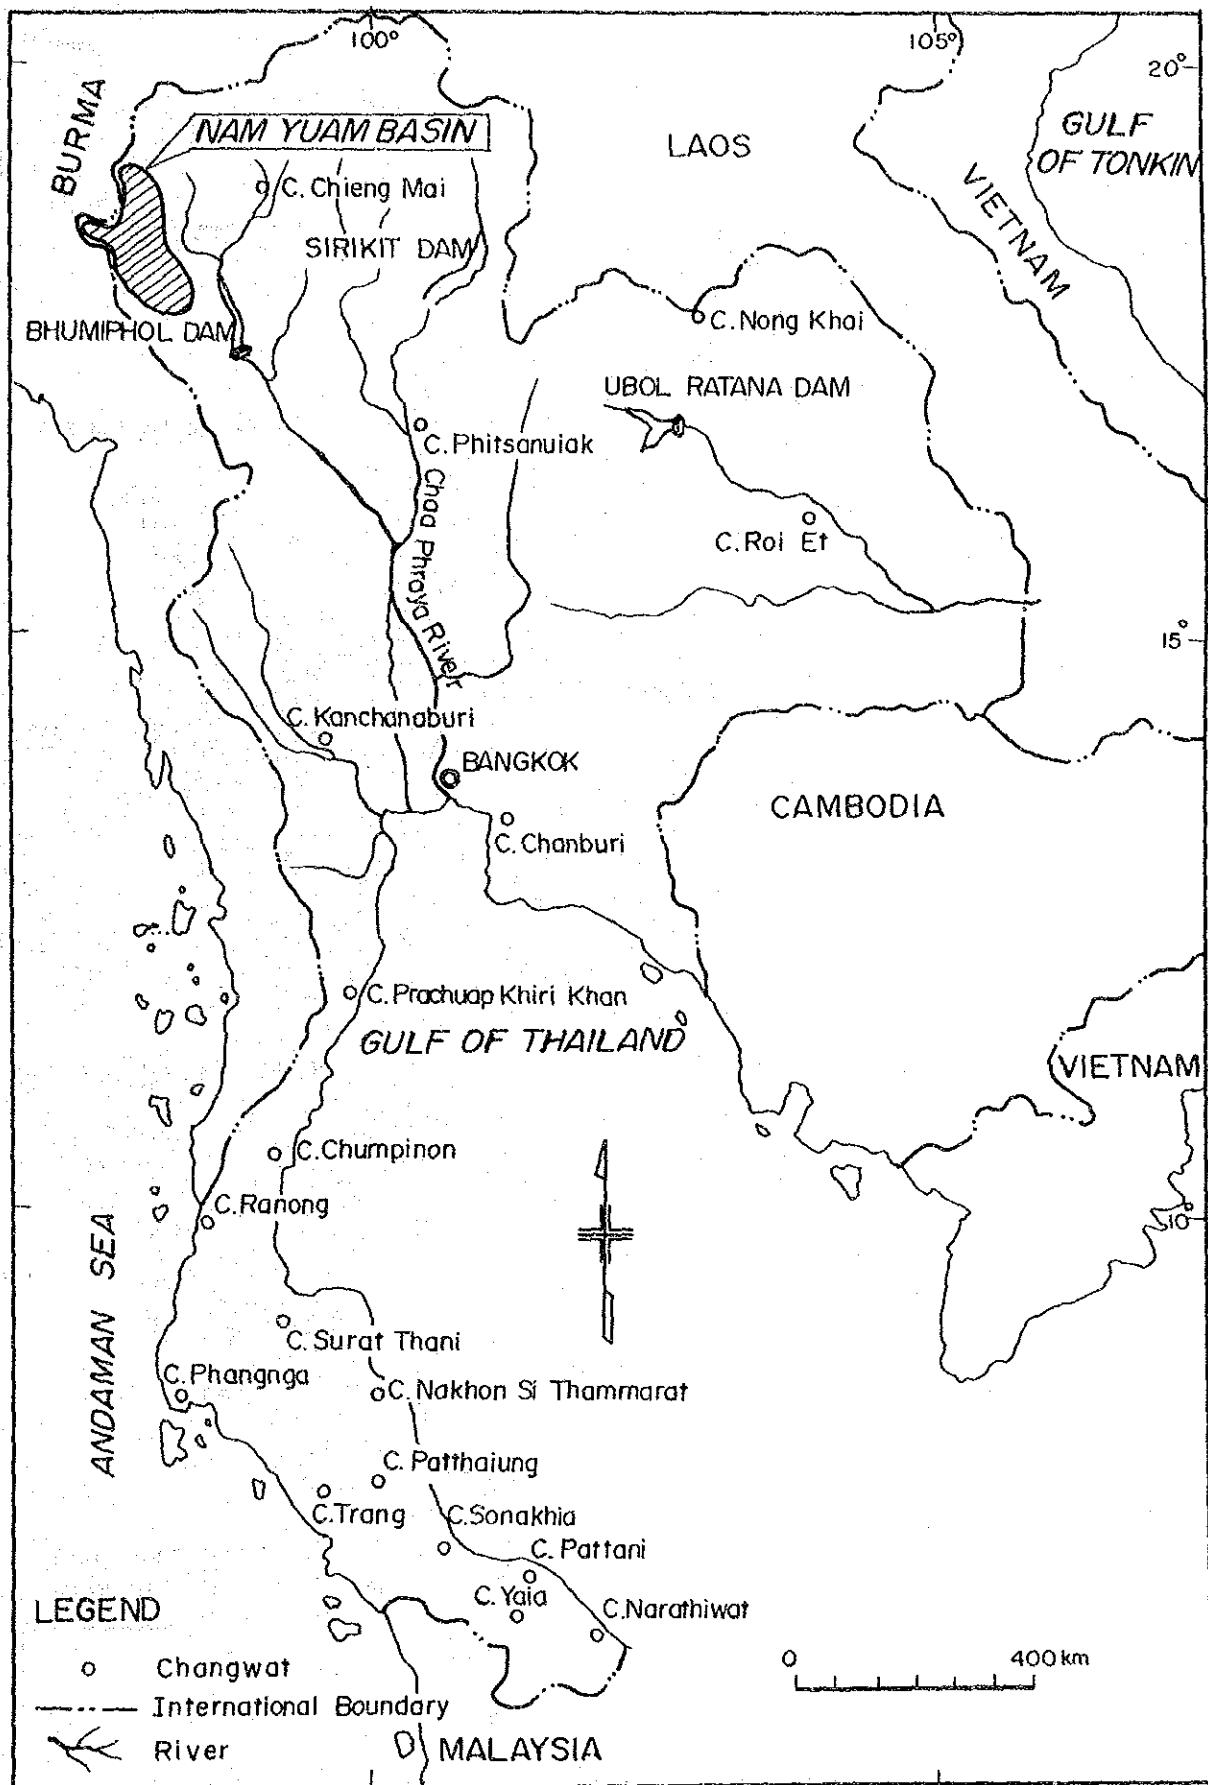 100°
105°
20°
BURMA
NAM YUAM BASIN
LAOS
GULF
OF TONKIN
C. Chieng Mai
VIETNAM
SIRIKIT DAM
BHUMIPHOL DAM
C. Nong Khai
UBOL RATANA DAM
C. Phitsanuiak
Chaa Phraya River
C. Roi Et
15°
C. Kanchanaburi
BANGKOK
CAMBODIA
C. Chanburi
C. Prachuap Khiri Khan
GULF OF THAILAND
VIETNAM
C. Chumpinon
C. Ranong
10°
ANDAMAN SEA
C. Surat Thani
C. Phangnga
C. Nakhon Si Thammarat
C. Patthaiung
C. Trang
C. Sonakhia
C. Pattani
C. Yaia
C. Narathiwat
LEGEND
Changwat
International Boundary
River
0 400 km
MALAYSIA